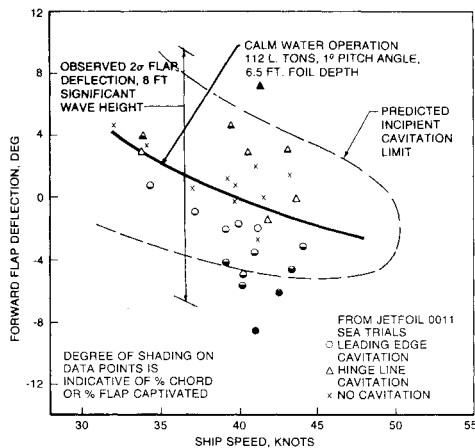 8
4
0
-4
-8
-12
FORWARD FLAP DEFLECTION, DEG
OBSERVED 2σ FLAP
DEFLECTION, 8 FT
SIGNIFICANT
WAVE HEIGHT
CALM WATER OPERATION
112 L. TONS, 1º PITCH ANGLE,
6.5 FT. FOIL DEPTH
PREDICTED
INCIPIENT
CAVITATION
LIMIT
DEGREE OF SHADING ON
DATA POINTS IS
INDICATIVE OF % CHORD
OR % FLAP CAPTIVATED
FROM JETFOIL 0011
SEA TRIALS
○ LEADING EDGE
CAVITATION
△ HINGE LINE
CAVITATION
× NO CAVITATION
30 35 40 45 50 55
SHIP SPEED, KNOTS